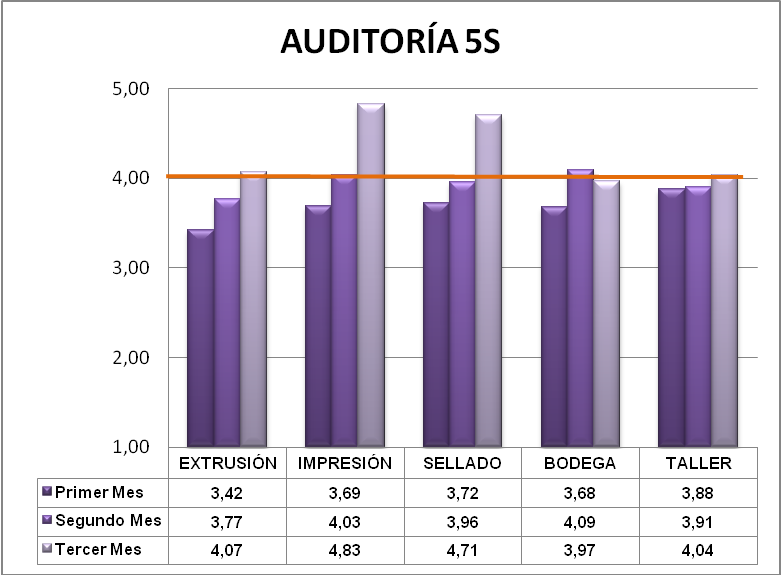 AUDITORÍA 5S
5,00
4,00
3,00
2,00
1,00
EXTRUSIÓN IMPRESIÓN SELLADO BODEGA TALLER
Primer Mes 3,42 3,69 3,72 3,68 3,88
Segundo Mes 3,77 4,03 3,96 4,09 3,91
Tercer Mes 4,07 4,83 4,71 3,97 4,04